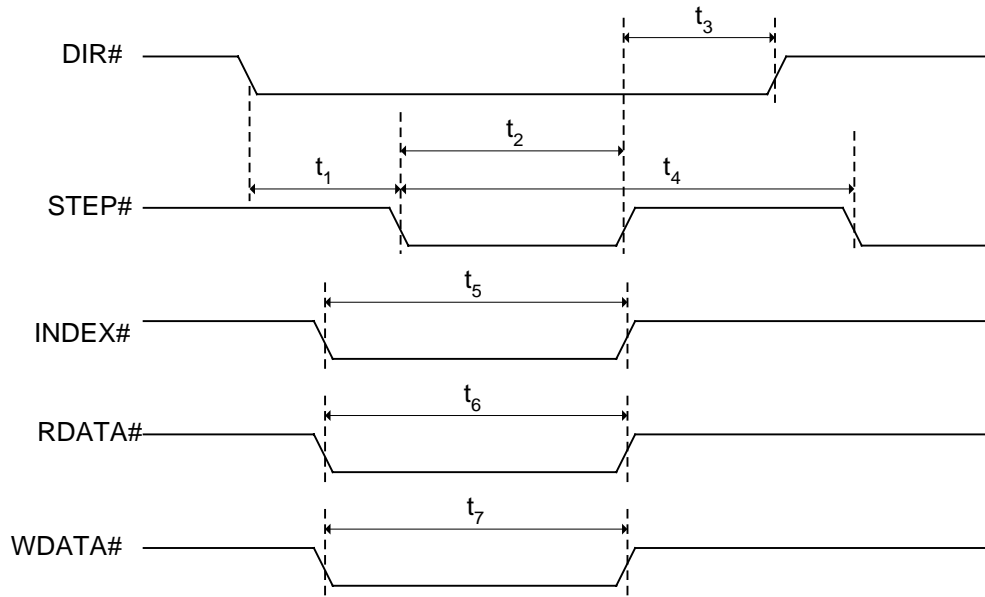 t₃
DIR#
t₂
t₁
t₄
STEP#
t₅
INDEX#
t₆
RDATA#
t₇
WDATA#